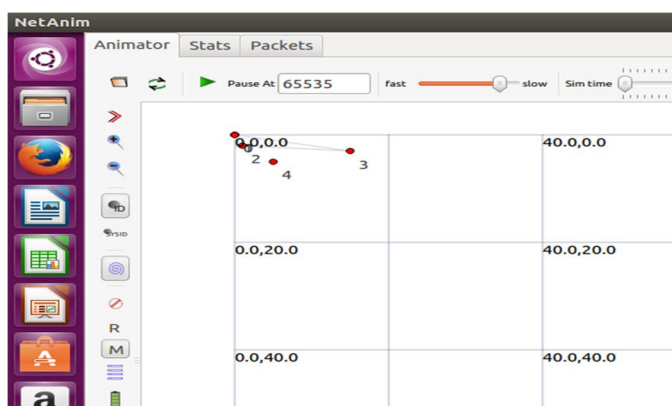 NetAnim
Animator Stats Packets
Pause At 65535 fast slow Sim time
0.0,0.0 40.0,0.0
2
4
3
ID
SYSID
0.0,20.0 40.0,20.0
R
M
0.0,40.0 40.0,40.0